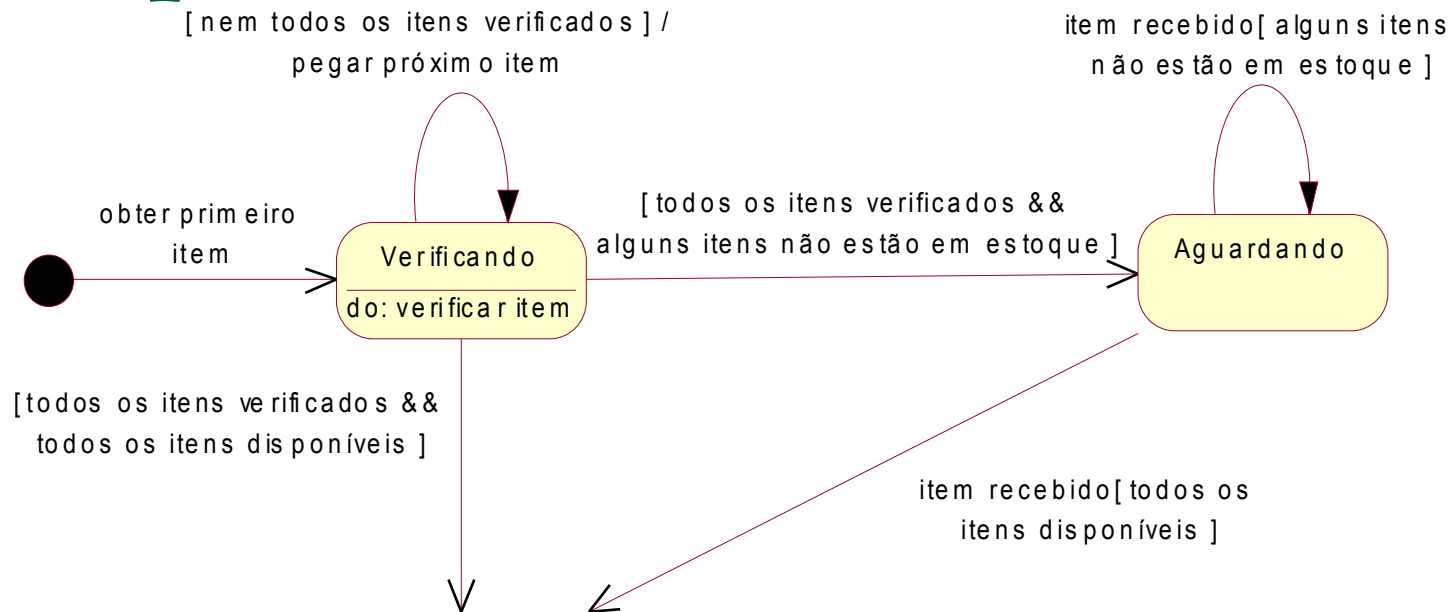 [ nem todos os itens verificados ] /
pegar próximo item
item recebido[ alguns itens
não estão em estoque ]
obter primeiro
item
[ todos os itens verificados &&
alguns itens não estão em estoque ]
Verificando
do: verificar item
Aguardando
[todos os itens verificados &&
todos os itens disponíveis ]
item recebido[ todos os
itens disponíveis ]